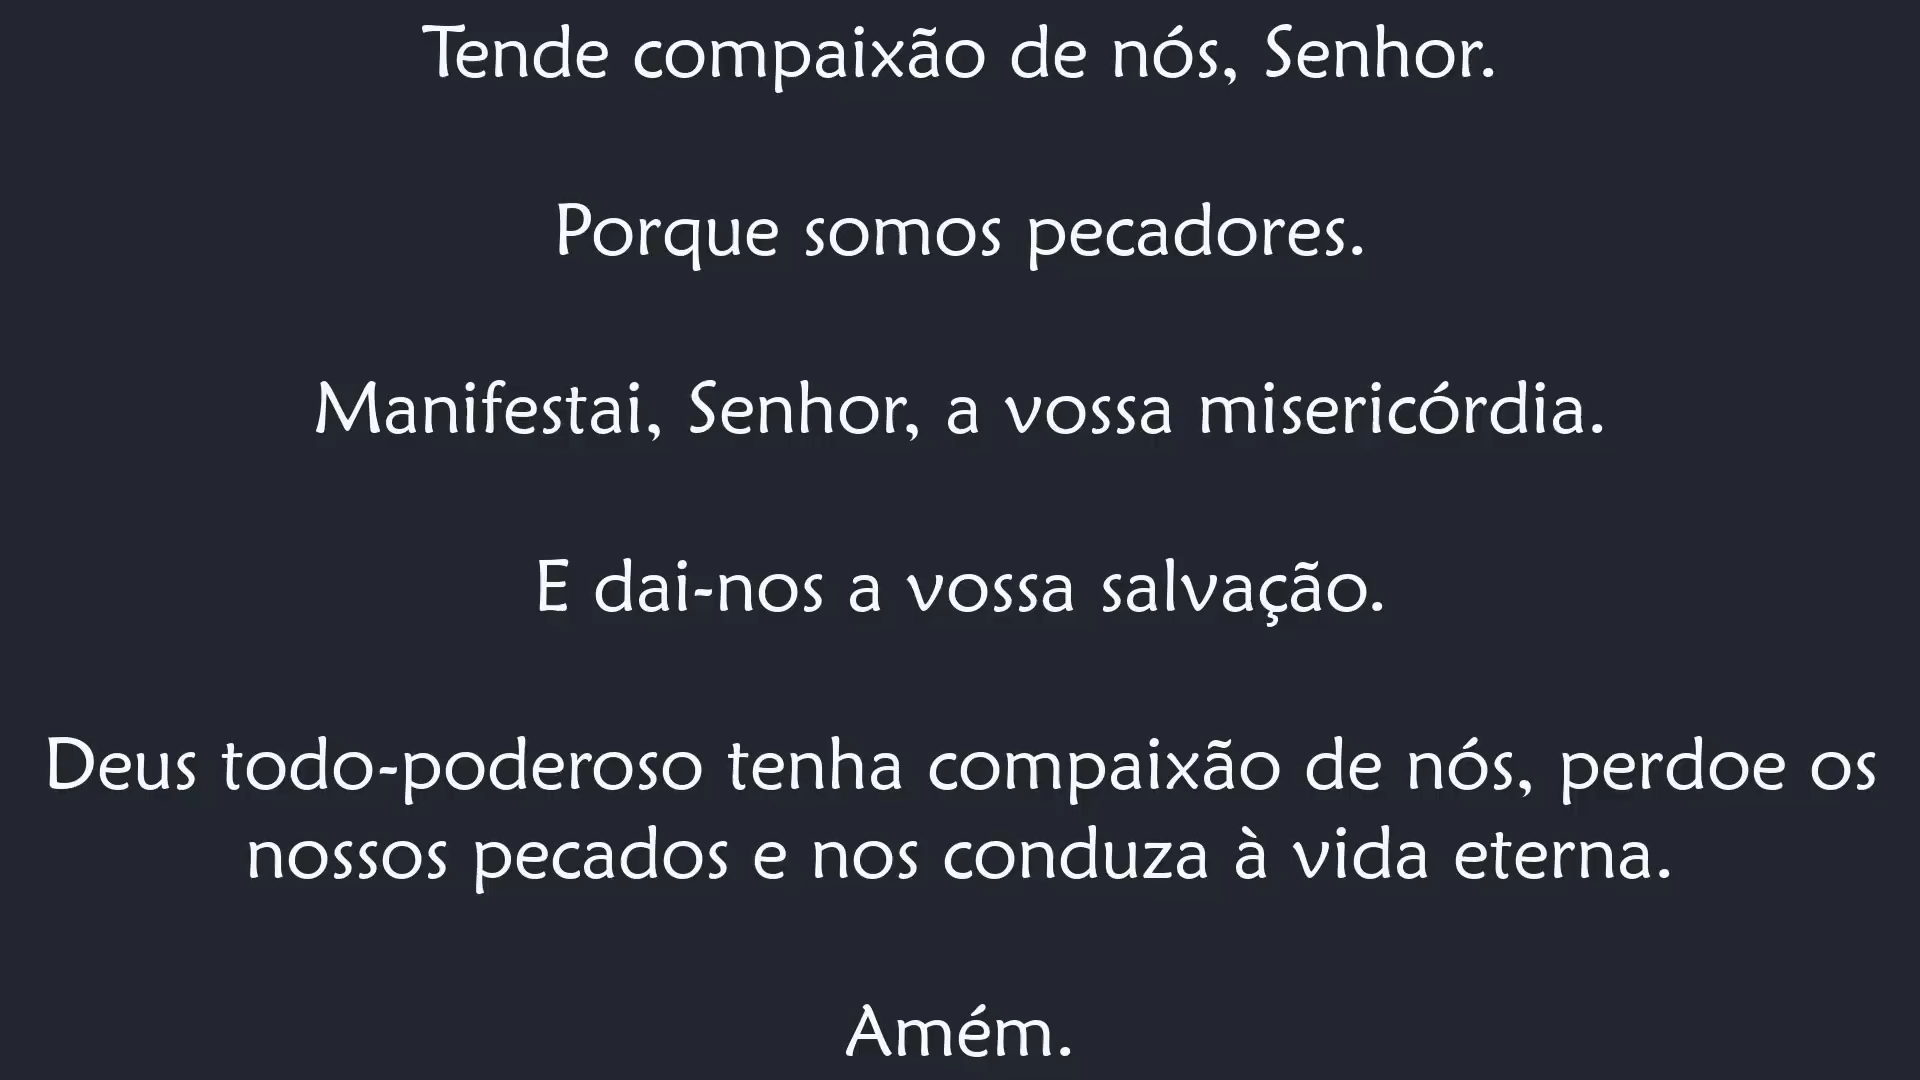 Tende compaixão de nós, Senhor.
Porque somos pecadores.
Manifestai, Senhor, a vossa misericórdia.
E dai-nos a vossa salvação.
Deus todo-poderoso tenha compaixão de nós, perdoe os
nossos pecados e nos conduza à vida eterna.
Amém.